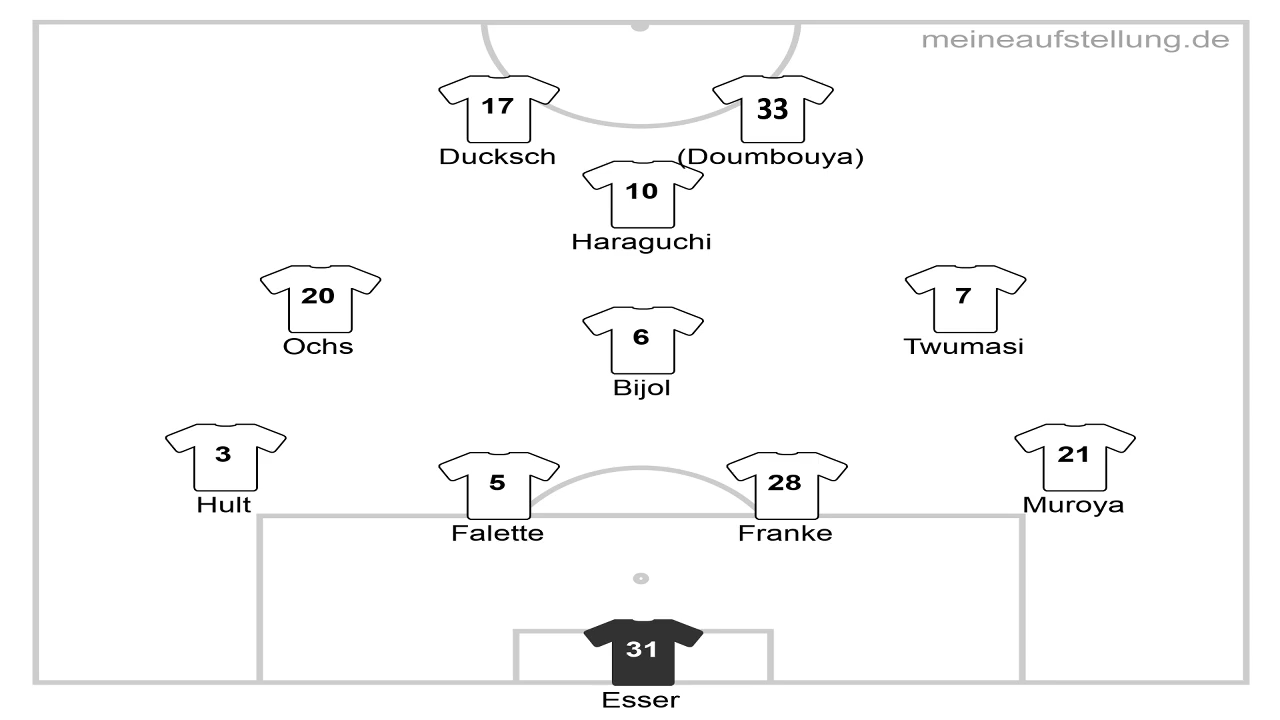 meineaufstellung.de
17
33
Ducksch
(Doumbouya)
10
Haraguchi
20
7
Ochs
Twumasi
6
Bijol
3
21
Hult
Muroya
5
28
Falette
Franke
31
Esser